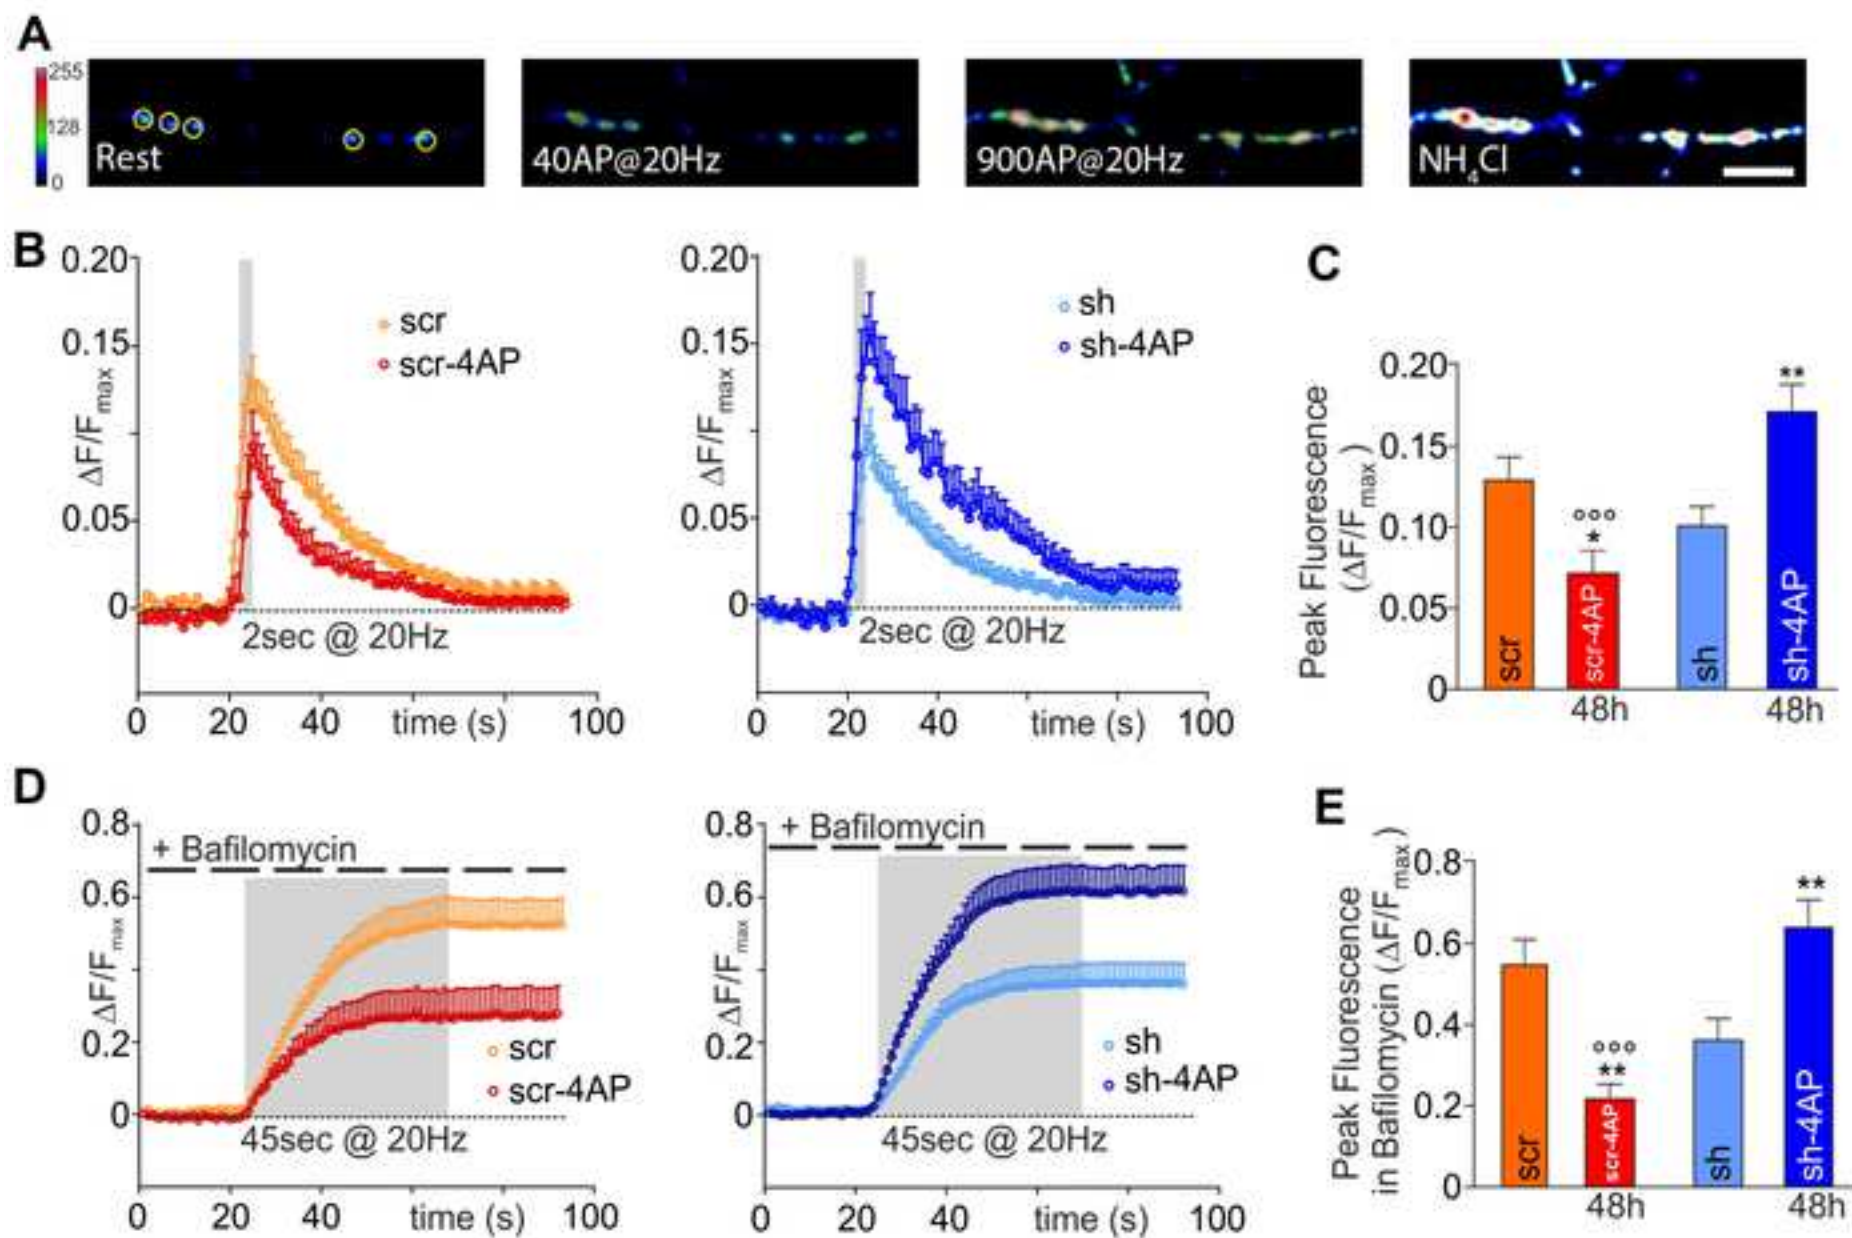 A
255
128
0
Rest
40AP@20Hz
900AP@20Hz
NH4Cl
B
0.20
0.15
0.05
0
ΔF/Fmax
scr
scr-4AP
2sec @ 20Hz
0 20 40 time (s) 100
0.20
0.15
0.05
0
ΔF/Fmax
sh
sh-4AP
2sec @ 20Hz
0 20 40 time (s) 100
C
Peak Fluorescence
(ΔF/Fmax)
0.20
0.15
0.10
0.05
0
**
°°°
*
scr
scr-4AP
sh
sh-4AP
48h
48h
D
0.8
0.6
0.2
0
ΔF/Fmax
+ Bafilomycin
scr
scr-4AP
45sec @ 20Hz
0 20 40 time (s) 100
0.8
0.6
0.2
0
ΔF/Fmax
+ Bafilomycin
sh
sh-4AP
45sec @ 20Hz
0 20 40 time (s) 100
E
Peak Fluorescence
in Bafilomycin (ΔF/Fmax)
0.8
0.6
0.4
0.2
0
**
°°°
**
scr
scr-4AP
sh
sh-4AP
48h
48h